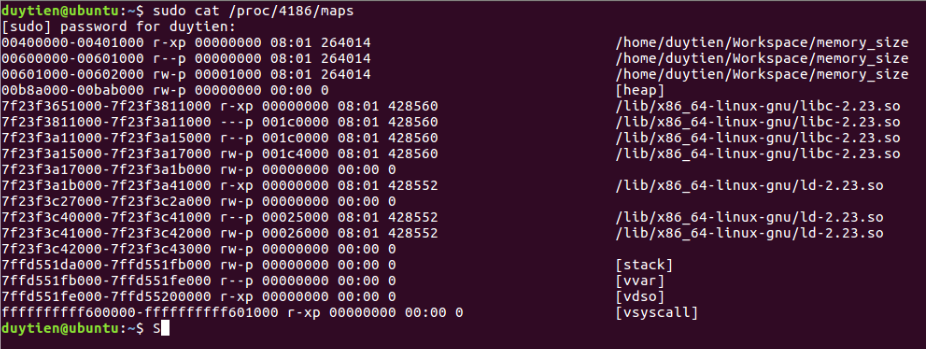 duytien@ubuntu:~$ sudo cat /proc/4186/maps
[sudo] password for duytien:
00400000-00401000 r-xp 00000000 08:01 264014 /home/duytien/Workspace/memory_size
00600000-00601000 r--p 00000000 08:01 264014 /home/duytien/Workspace/memory_size
00601000-00602000 rw-p 00001000 08:01 264014 /home/duytien/Workspace/memory_size
00b8a000-00bab000 rw-p 00000000 00:00 0 [heap]
7f23f3651000-7f23f3811000 r-xp 00000000 08:01 428560 /lib/x86_64-linux-gnu/libc-2.23.so
7f23f3811000-7f23f3a11000 ---p 001c0000 08:01 428560 /lib/x86_64-linux-gnu/libc-2.23.so
7f23f3a11000-7f23f3a15000 r--p 001c0000 08:01 428560 /lib/x86_64-linux-gnu/libc-2.23.so
7f23f3a15000-7f23f3a17000 rw-p 001c4000 08:01 428560 /lib/x86_64-linux-gnu/libc-2.23.so
7f23f3a17000-7f23f3a1b000 rw-p 00000000 00:00 0
7f23f3a1b000-7f23f3a41000 r-xp 00000000 08:01 428552 /lib/x86_64-linux-gnu/ld-2.23.so
7f23f3c27000-7f23f3c2a000 rw-p 00000000 00:00 0
7f23f3c40000-7f23f3c41000 r--p 00025000 08:01 428552 /lib/x86_64-linux-gnu/ld-2.23.so
7f23f3c41000-7f23f3c42000 rw-p 00026000 08:01 428552 /lib/x86_64-linux-gnu/ld-2.23.so
7f23f3c42000-7f23f3c43000 rw-p 00000000 00:00 0
7ffd551da000-7ffd551fb000 rw-p 00000000 00:00 0 [stack]
7ffd551fb000-7ffd551fe000 r--p 00000000 00:00 0 [vvar]
7ffd551fe000-7ffd55200000 r-xp 00000000 00:00 0 [vdso]
ffffffffff600000-ffffffffff601000 r-xp 00000000 00:00 0 [vsyscall]
duytien@ubuntu:~$ S